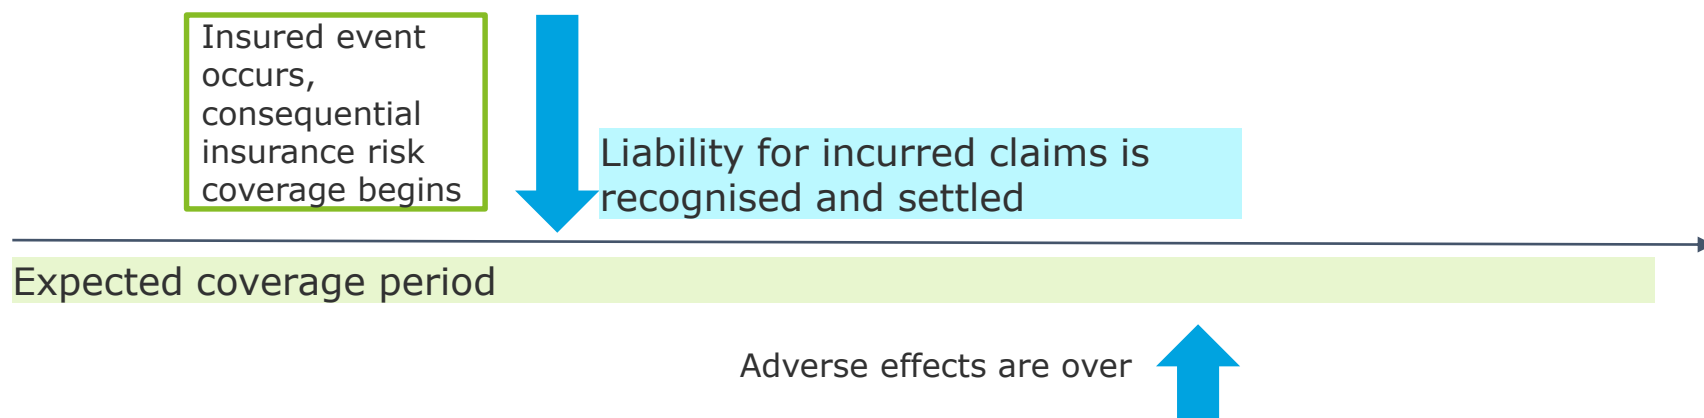 Insured event
occurs,
consequential
insurance risk
coverage begins
Liability for incurred claims is
recognised and settled
Expected coverage period
Adverse effects are over